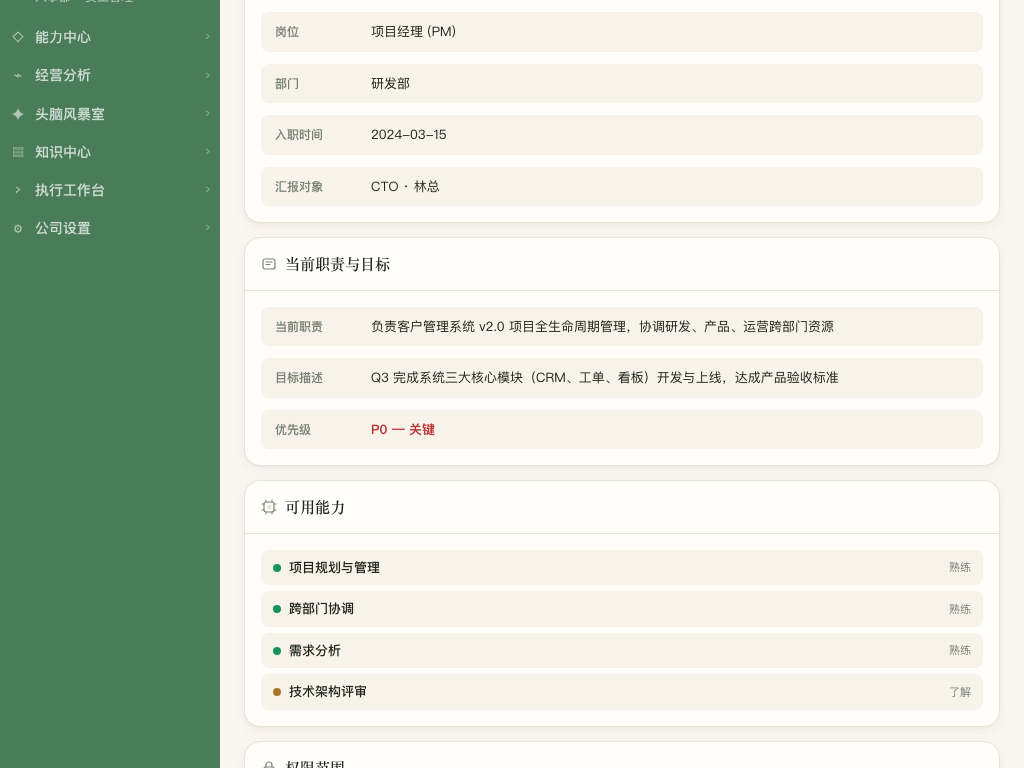 能力中心
经营分析
头脑风暴室
知识中心
执行工作台
公司设置
岗位 项目经理 (PM)
部门 研发部
入职时间 2024-03-15
汇报对象 CTO · 林总
当前职责与目标
当前职责 负责客户管理系统 v2.0 项目全生命周期管理，协调研发、产品、运营跨部门资源
目标描述 Q3 完成系统三大核心模块（CRM、工单、看板）开发与上线，达成产品验收标准
优先级 P0 — 关键
可用能力
项目规划与管理 熟练
跨部门协调 熟练
需求分析 熟练
技术架构评审 了解
权限范围